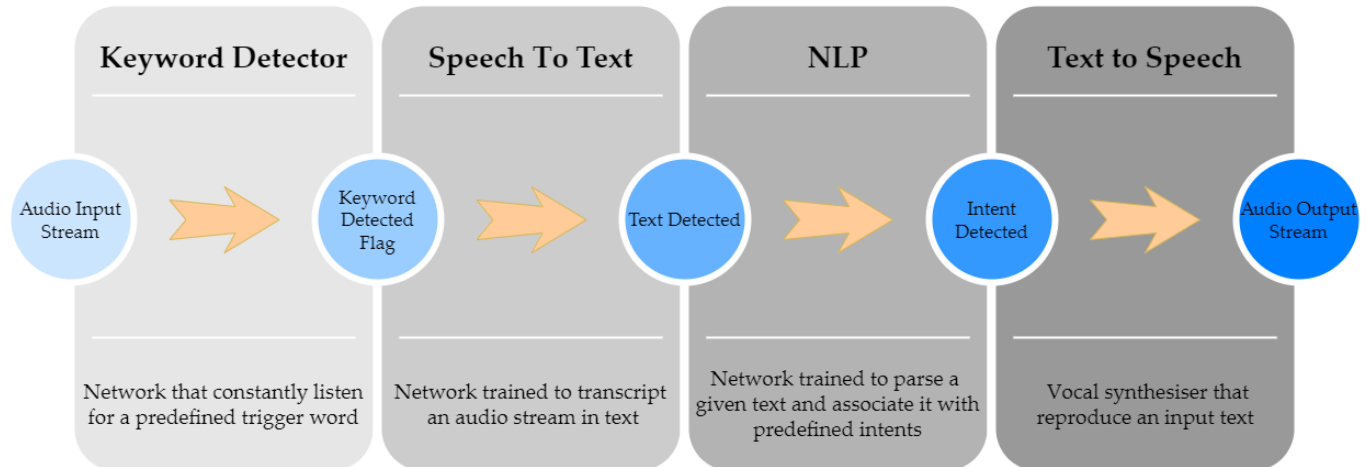 Keyword Detector
Speech To Text
NLP
Text to Speech
Audio Input
Stream
Keyword
Detected
Flag
Text Detected
Intent
Detected
Audio Output
Stream
Network that constantly listen
for a predefined trigger word
Network trained to transcript
an audio stream in text
Network trained to parse a
given text and associate it with
predefined intents
Vocal synthesiser that
reproduce an input text